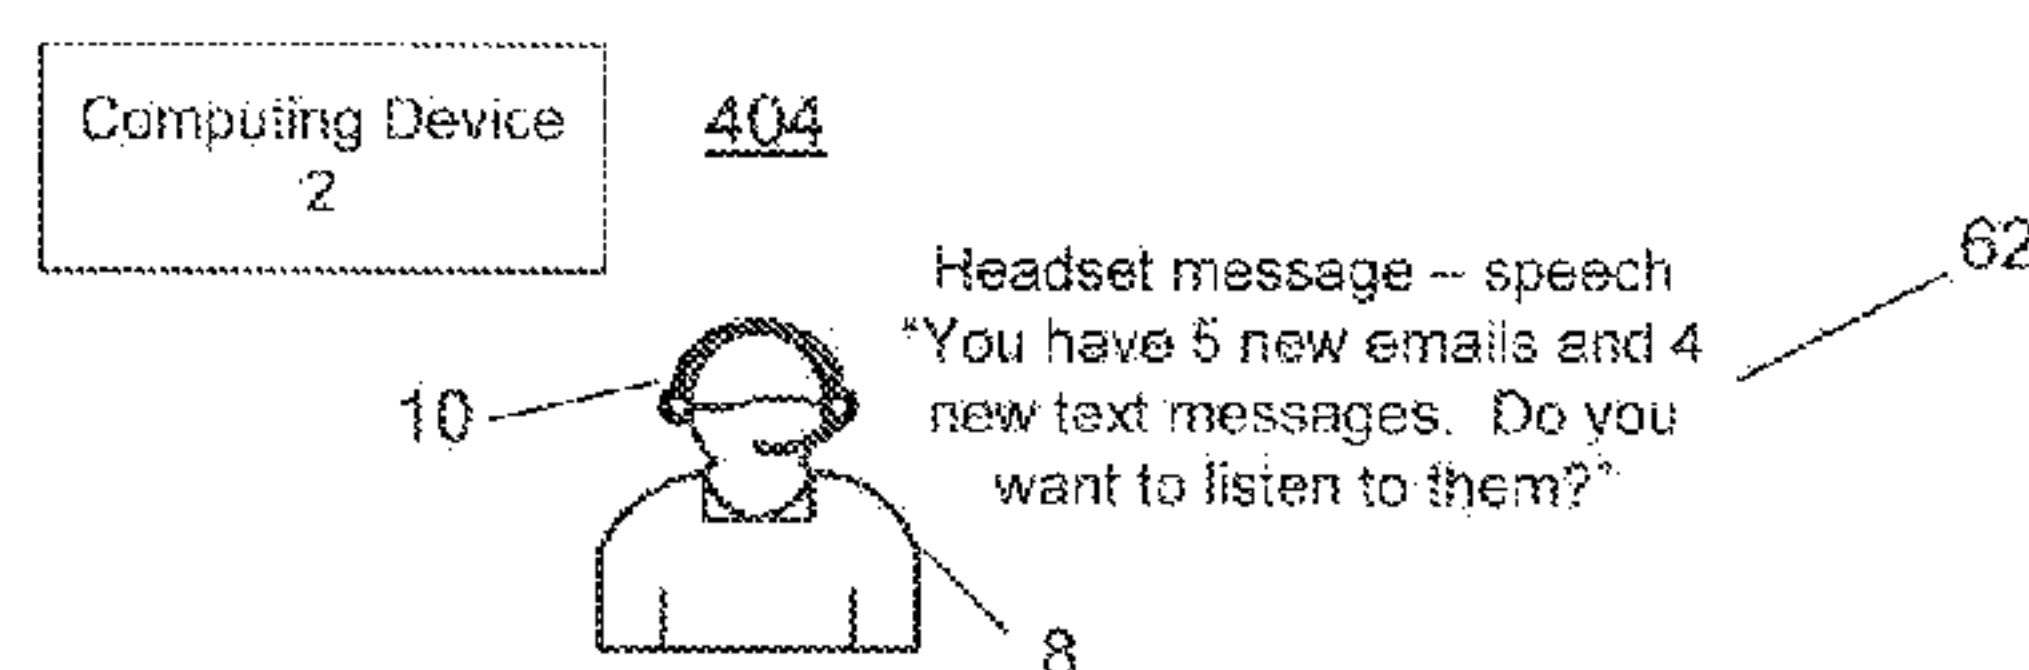 Computing Device
2
404
62
Headset message – speech
"You have 5 new emails and 4
new text messages. Do you
want to listen to them?"
10
8